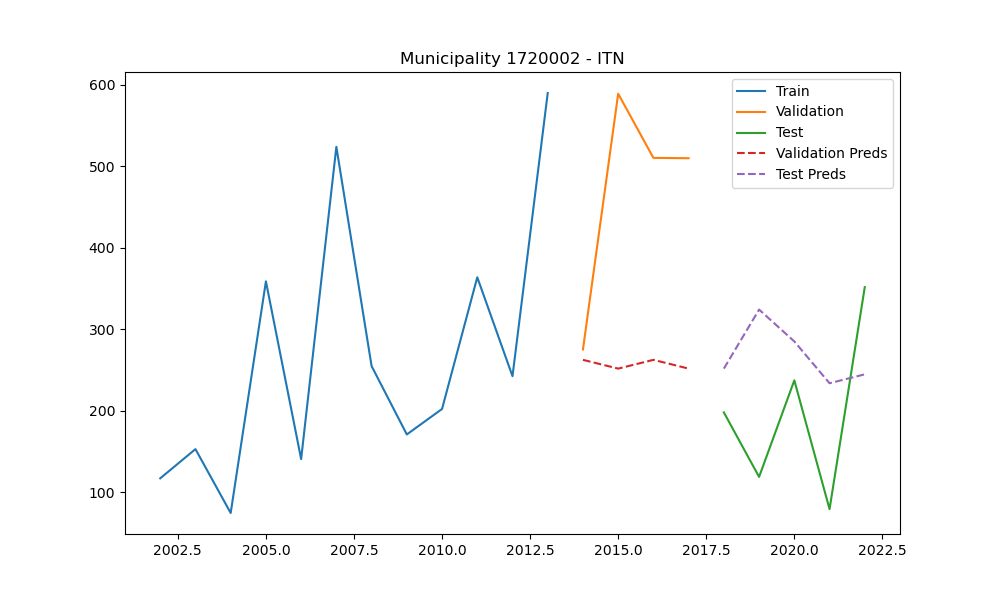 Municipality 1720002 - ITN
600
500
400
300
200
100
Train
Validation
Test
Validation Preds
Test Preds
2002.5 2005.0 2007.5 2010.0 2012.5 2015.0 2017.5 2020.0 2022.5